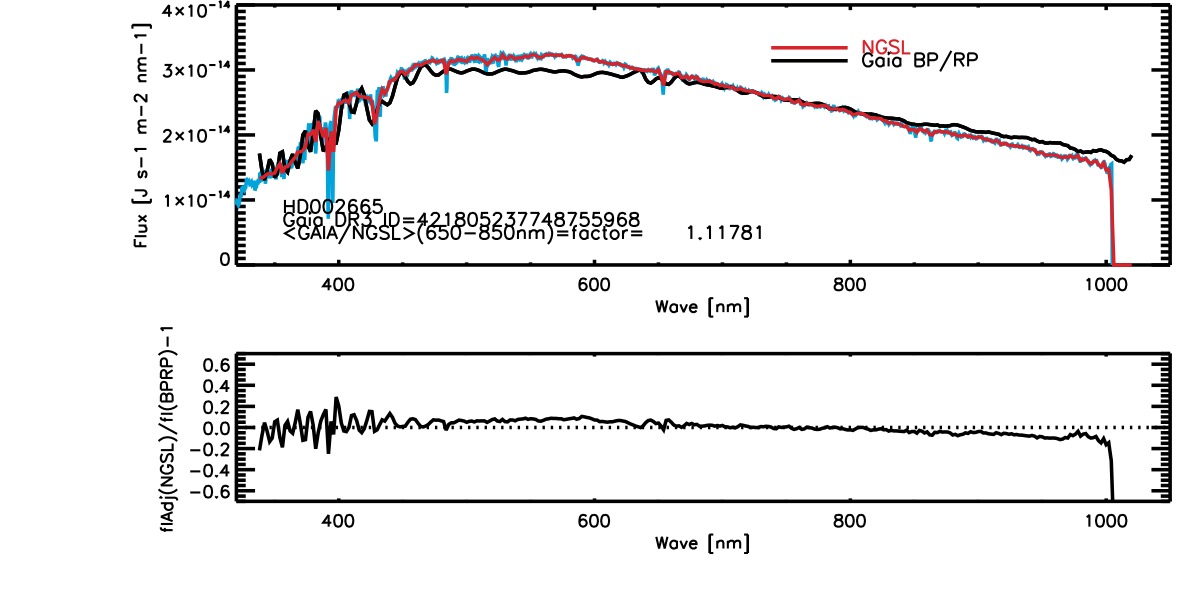 4×10⁻¹⁴
3×10⁻¹⁴
2×10⁻¹⁴
1×10⁻¹⁴
0
Flux [J s-1 m-2 nm-1]
NGSL
Gaia BP/RP
HD002665
Gaia DR3 ID=421805237748755968
<GAIA/NGSL>(650-850nm)=factor= 1.11781
400 600 800 1000
Wave [nm]
flAdj(NGSL)/fl(BPRP)-1
0.6
0.4
0.2
0.0
-0.2
-0.4
-0.6
400 600 800 1000
Wave [nm]